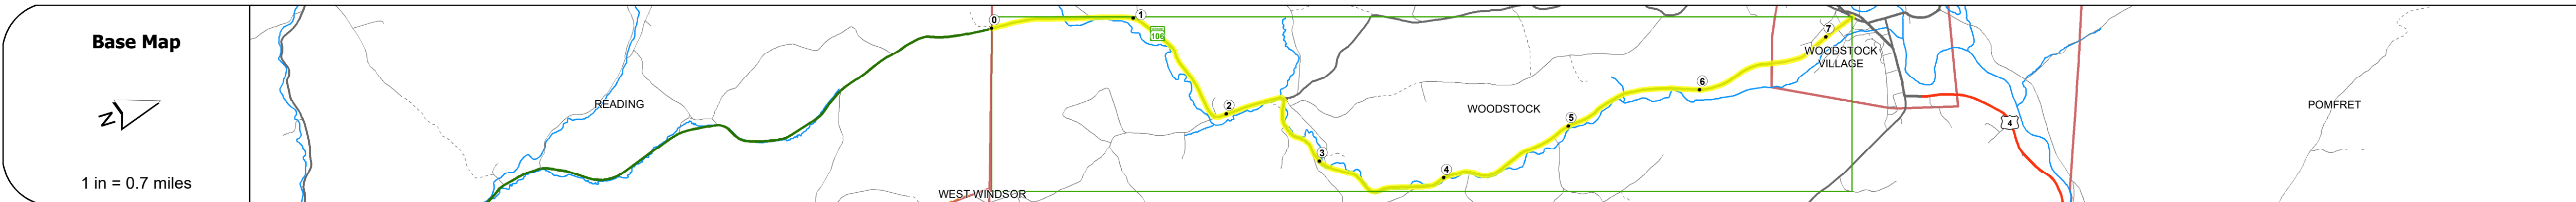 Base Map
N
1 in = 0.7 miles
READING
WEST WINDSOR
0
1
106
2
3
4
5
6
7
WOODSTOCK
WOODSTOCK
VILLAGE
4
POMFRET